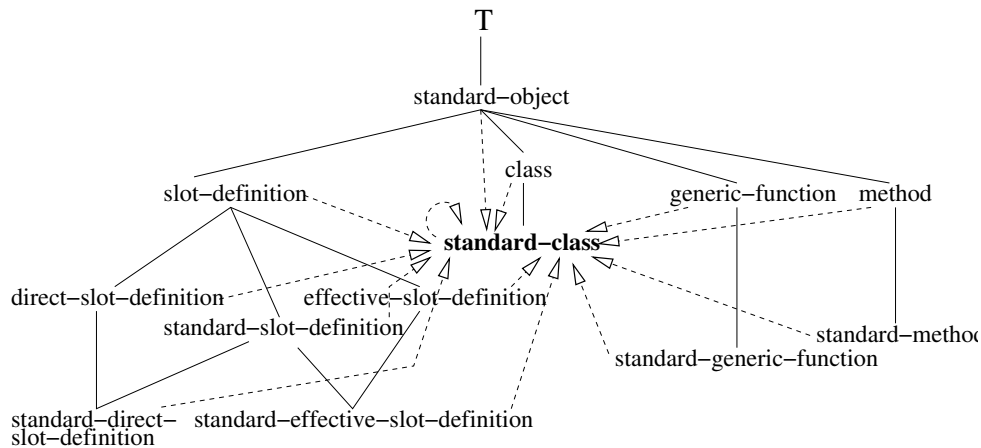 T
standard−object
class
slot−definition
generic−function
method
standard−class
direct−slot−definition
effective−slot−definition
standard−slot−definition
standard−method
standard−generic−function
standard−direct−
slot−definition
standard−effective−slot−definition